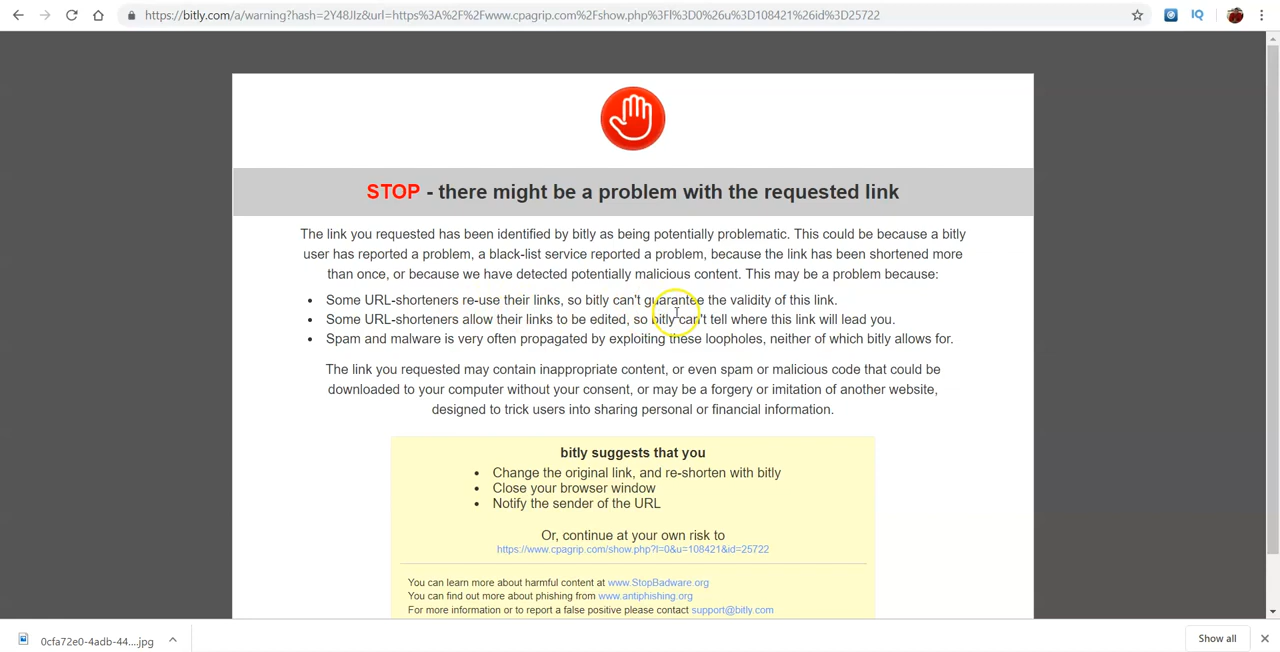 https://bitly.com/a/warning?hash=2Y48JIz&url=https%3A%2F%2Fwww.cpagrip.com%2Fshow.php%3Fl%3D0%26u%3D108421%26id%3D25722
IQ
STOP - there might be a problem with the requested link
The link you requested has been identified by bitly as being potentially problematic. This could be because a bitly
user has reported a problem, a black-list service reported a problem, because the link has been shortened more
than once, or because we have detected potentially malicious content. This may be a problem because:
• Some URL-shorteners re-use their links, so bitly can't guarantee the validity of this link.
• Some URL-shorteners allow their links to be edited, so bitly can't tell where this link will lead you.
• Spam and malware is very often propagated by exploiting these loopholes, neither of which bitly allows for.
The link you requested may contain inappropriate content, or even spam or malicious code that could be
downloaded to your computer without your consent, or may be a forgery or imitation of another website,
designed to trick users into sharing personal or financial information.
bitly suggests that you
• Change the original link, and re-shorten with bitly
• Close your browser window
• Notify the sender of the URL
Or, continue at your own risk to
https://www.cpagrip.com/show.php?l=0&u=108421&id=25722
You can learn more about harmful content at www.StopBadware.org
You can find out more about phishing from www.antiphishing.org
For more information or to report a false positive please contact support@bitly.com
0cfa72e0-4adb-44....jpg
Show all